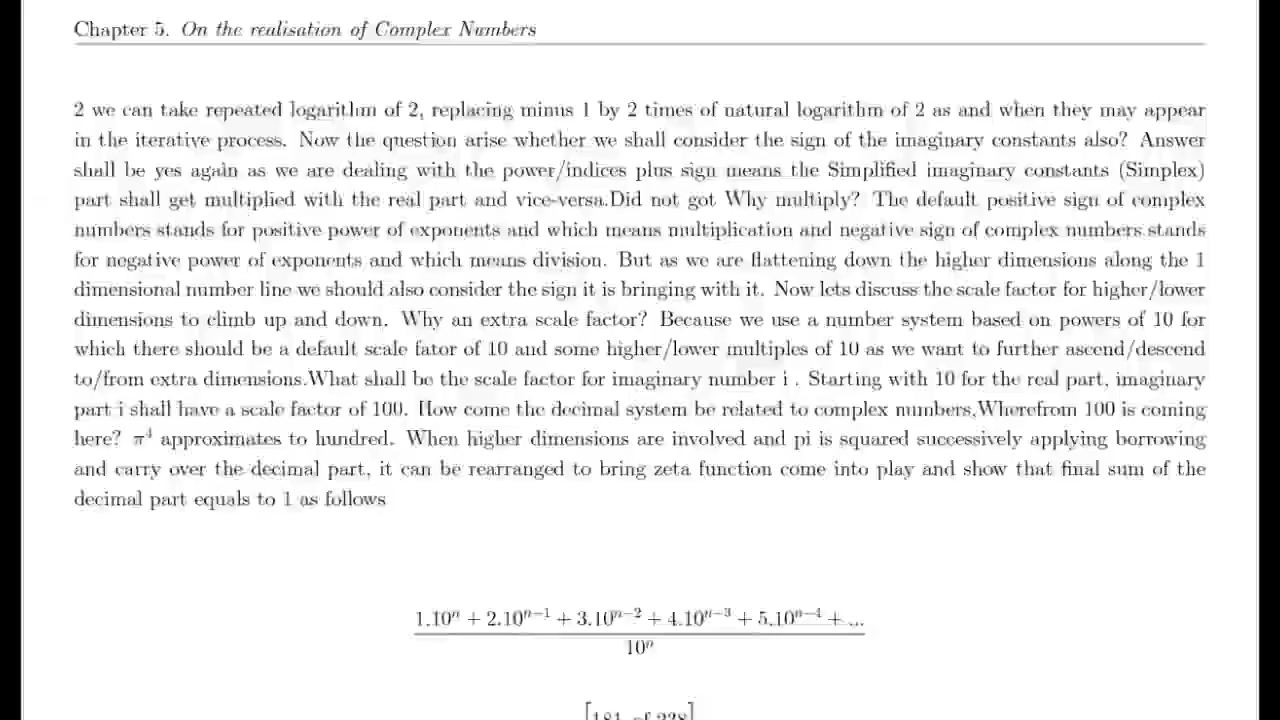 Chapter 5. On the realisation of Complex Numbers
2 we can take repeated logarithm of 2, replacing minus 1 by 2 times of natural logarithm of 2 as and when they may appear
in the iterative process. Now the question arise whether we shall consider the sign of the imaginary constants also? Answer
shall be yes again as we are dealing with the power/indices plus sign means the Simplified imaginary constants (Simplex)
part shall get multiplied with the real part and vice-versa.Did not got Why multiply? The default positive sign of complex
numbers stands for positive power of exponents and which means multiplication and negative sign of complex numbers stands
for negative power of exponents and which means division. But as we are flattening down the higher dimensions along the 1
dimensional number line we should also consider the sign it is bringing with it. Now lets discuss the scale factor for higher/lower
dimensions to climb up and down. Why an extra scale factor? Because we use a number system based on powers of 10 for
which there should be a default scale fator of 10 and some higher/lower multiples of 10 as we want to further ascend/descend
to/from extra dimensions.What shall be the scale factor for imaginary number i . Starting with 10 for the real part, imaginary
part i shall have a scale factor of 100. How come the decimal system be related to complex numbers,Wherefrom 100 is coming
here? π⁴ approximates to hundred. When higher dimensions are involved and pi is squared successively applying borrowing
and carry over the decimal part, it can be rearranged to bring zeta function come into play and show that final sum of the
decimal part equals to 1 as follows
1.10ⁿ + 2.10ⁿ⁻¹ + 3.10ⁿ⁻² + 4.10ⁿ⁻³ + 5.10ⁿ⁻⁴ + ...
10ⁿ
[181 of 228]